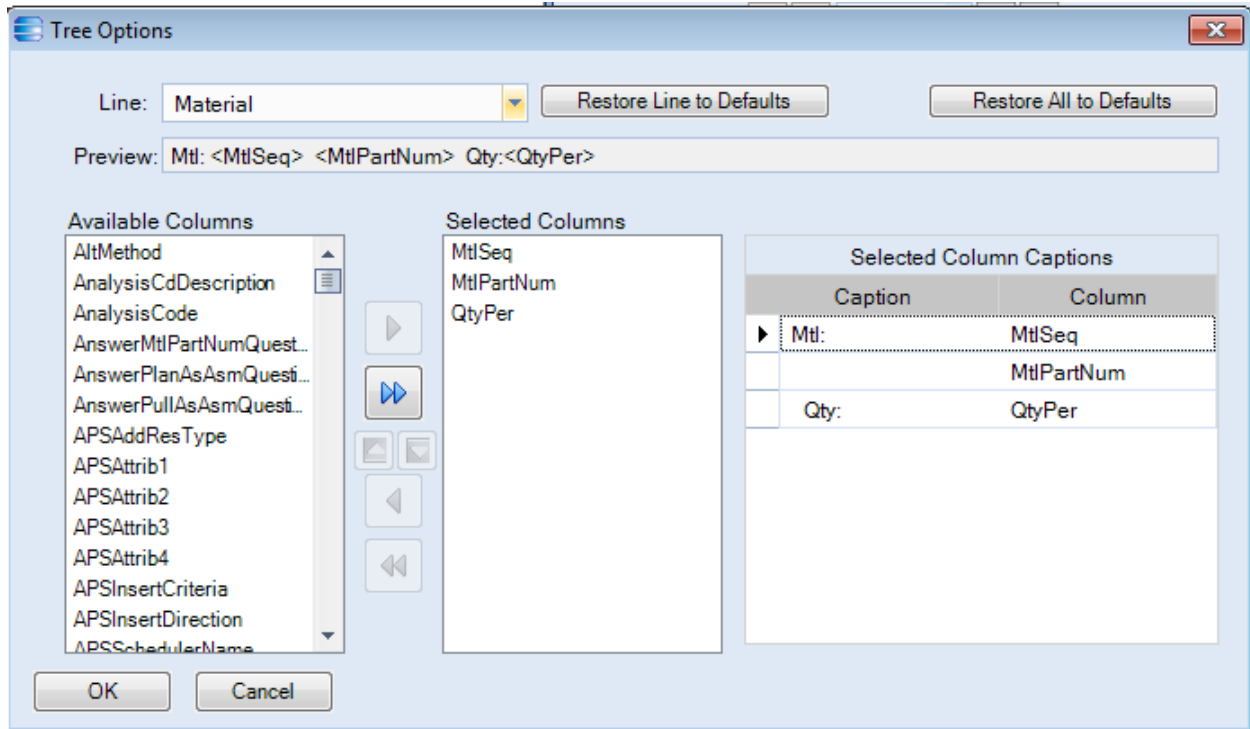 Tree Options
Line: Material Restore Line to Defaults Restore All to Defaults
Preview: Mtl: <MtlSeq> <MtlPartNum> Qty:<QtyPer>
Available Columns
AltMethod
AnalysisCdDescription
AnalysisCode
AnswerMtlPartNumQuest...
AnswerPlanAsAsmQuesti...
AnswerPullAsAsmQuesti...
APSAddResType
APSAttrib1
APSAttrib2
APSAttrib3
APSAttrib4
APSInsertCriteria
APSInsertDirection
APSSchedulerName
Selected Columns
MtlSeq
MtlPartNum
QtyPer
Selected Column Captions
Caption Column
Mtl: MtlSeq
MtlPartNum
Qty: QtyPer
OK Cancel